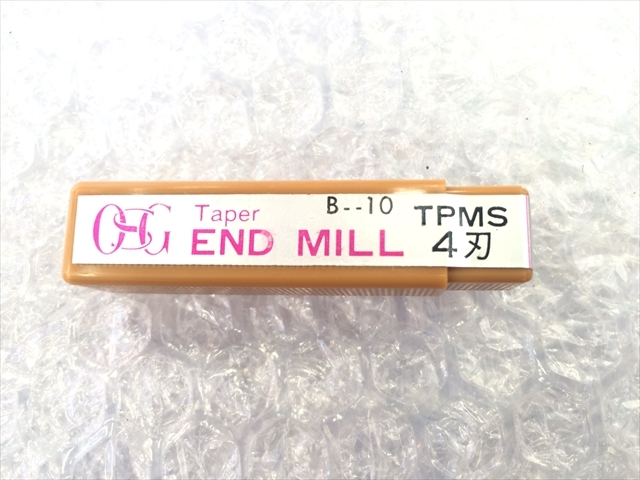 OSG Taper B--10 TPMS
END MILL 4刃